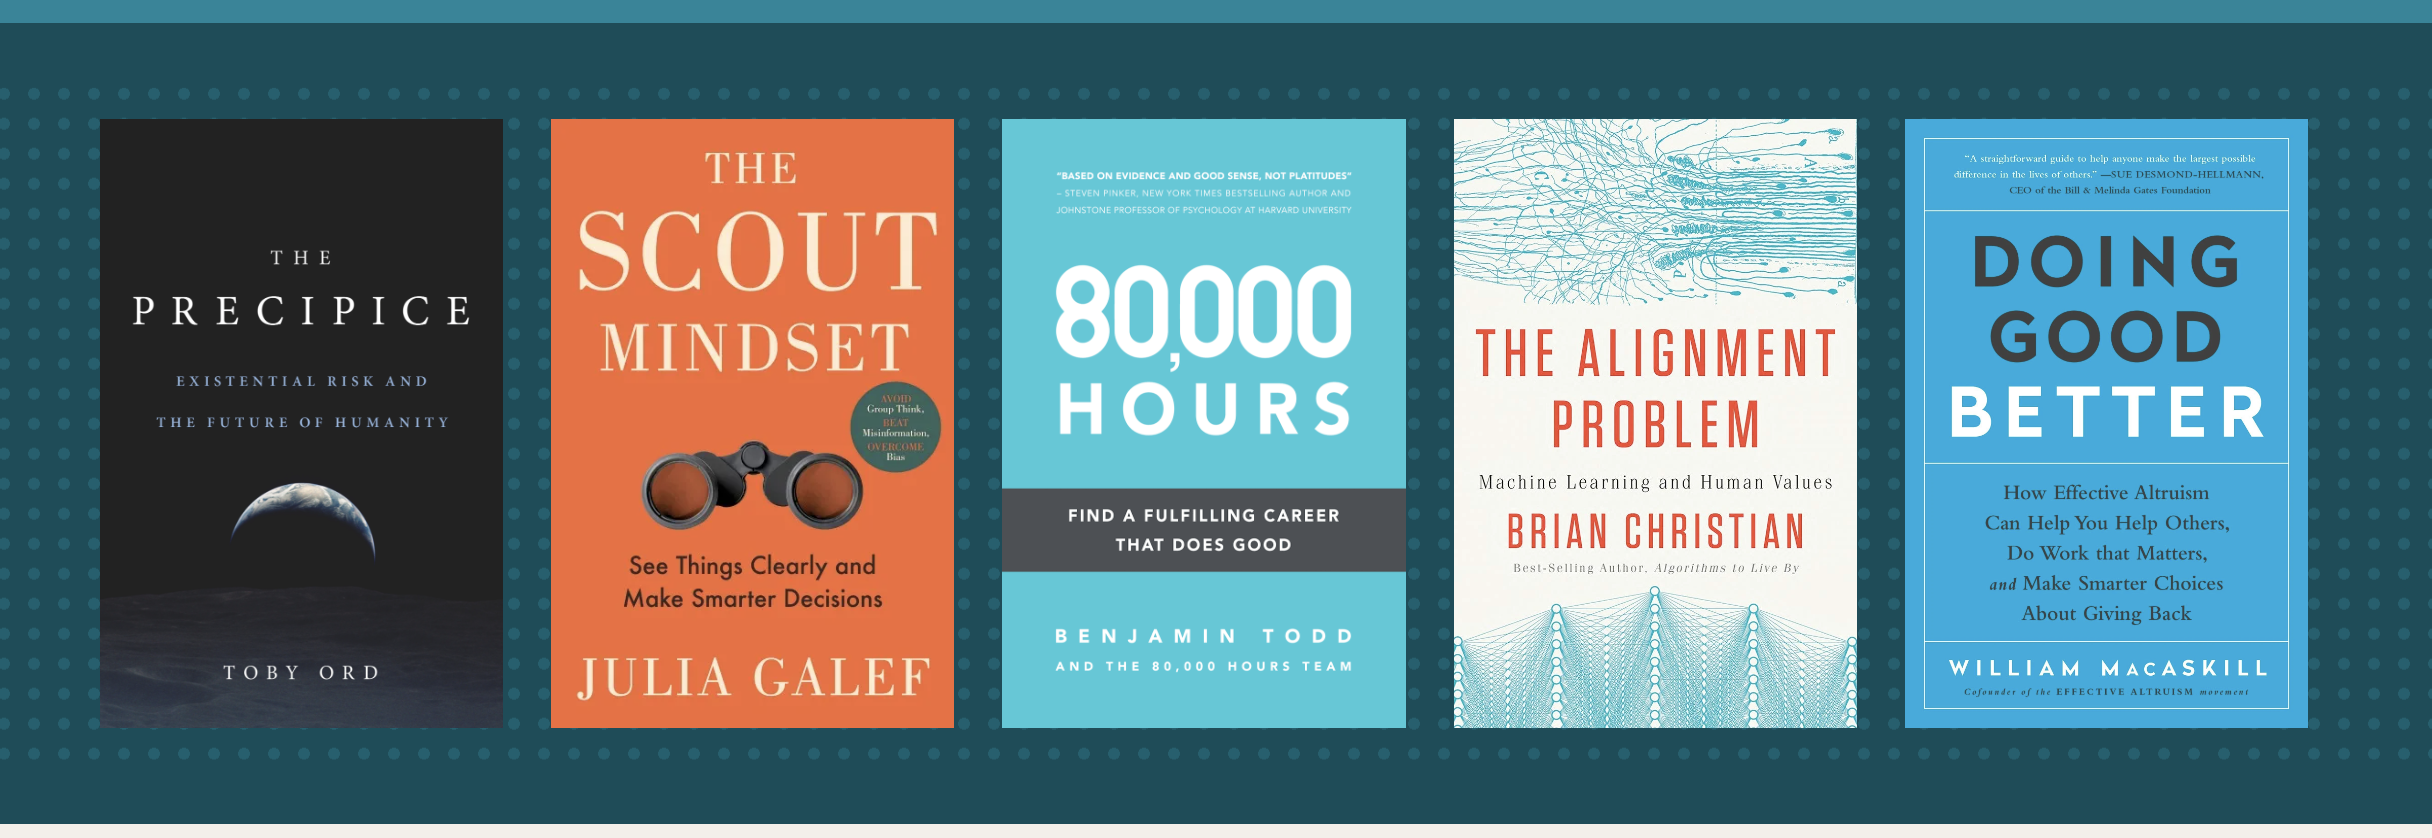 THE
PRECIPICE
EXISTENTIAL RISK AND
THE FUTURE OF HUMANITY
TOBY ORD
THE
SCOUT
MINDSET
AVOID
Group Think,
BEAT
Misinformation,
OVERCOME
Bias
See Things Clearly and
Make Smarter Decisions
JULIA GALEF
"BASED ON EVIDENCE AND GOOD SENSE, NOT PLATITUDES"
– STEVEN PINKER, NEW YORK TIMES BESTSELLING AUTHOR AND
JOHNSTONE PROFESSOR OF PSYCHOLOGY AT HARVARD UNIVERSITY
80,000
HOURS
FIND A FULFILLING CAREER
THAT DOES GOOD
BENJAMIN TODD
AND THE 80,000 HOURS TEAM
THE ALIGNMENT
PROBLEM
Machine Learning and Human Values
BRIAN CHRISTIAN
Best-Selling Author, Algorithms to Live By
"A straightforward guide to help anyone make the largest possible
difference in the lives of others." —SUE DESMOND-HELLMANN,
CEO of the Bill & Melinda Gates Foundation
DOING
GOOD
BETTER
How Effective Altruism
Can Help You Help Others,
Do Work that Matters,
and Make Smarter Choices
About Giving Back
WILLIAM MACASKILL
Cofounder of the EFFECTIVE ALTRUISM movement